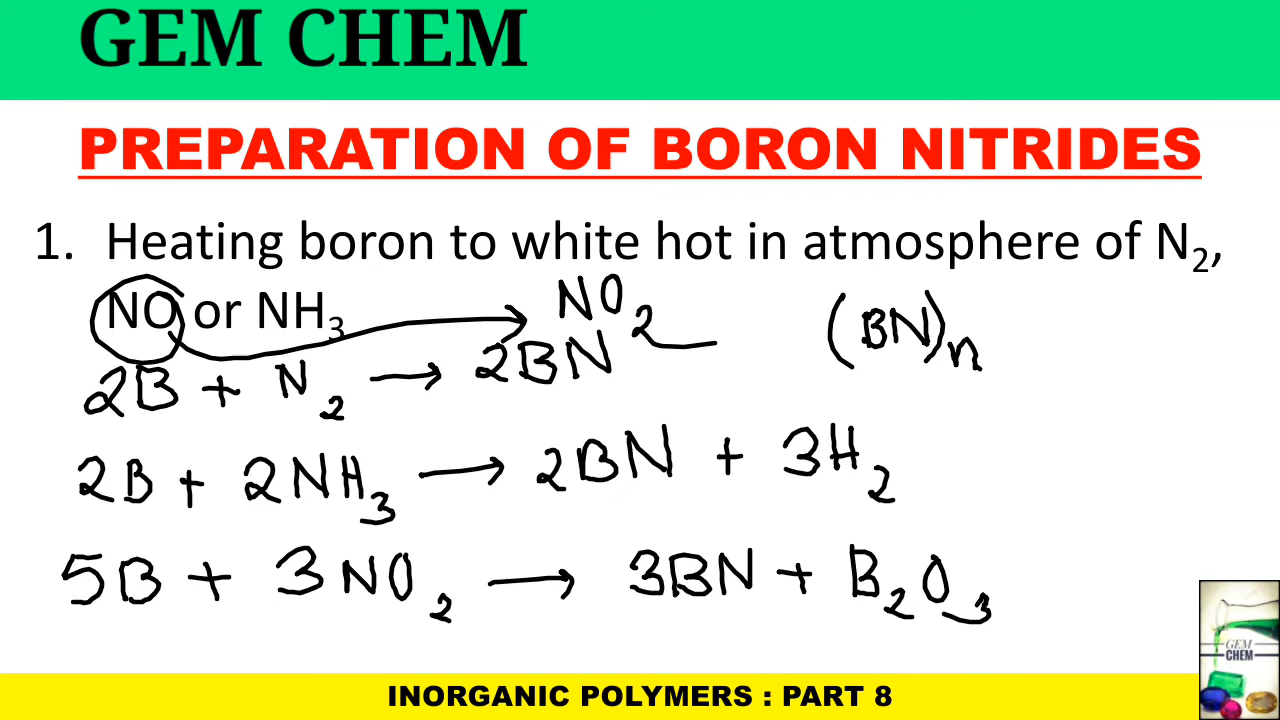 GEM CHEM
PREPARATION OF BORON NITRIDES
1. Heating boron to white hot in atmosphere of N₂,
NO or NH₃
NO₂
(BN)n
2B + N₂ → 2BN
2B + 2NH₃ → 2BN + 3H₂
5B + 3NO₂ → 3BN + B₂O₃
GEM
CHEM
INORGANIC POLYMERS : PART 8